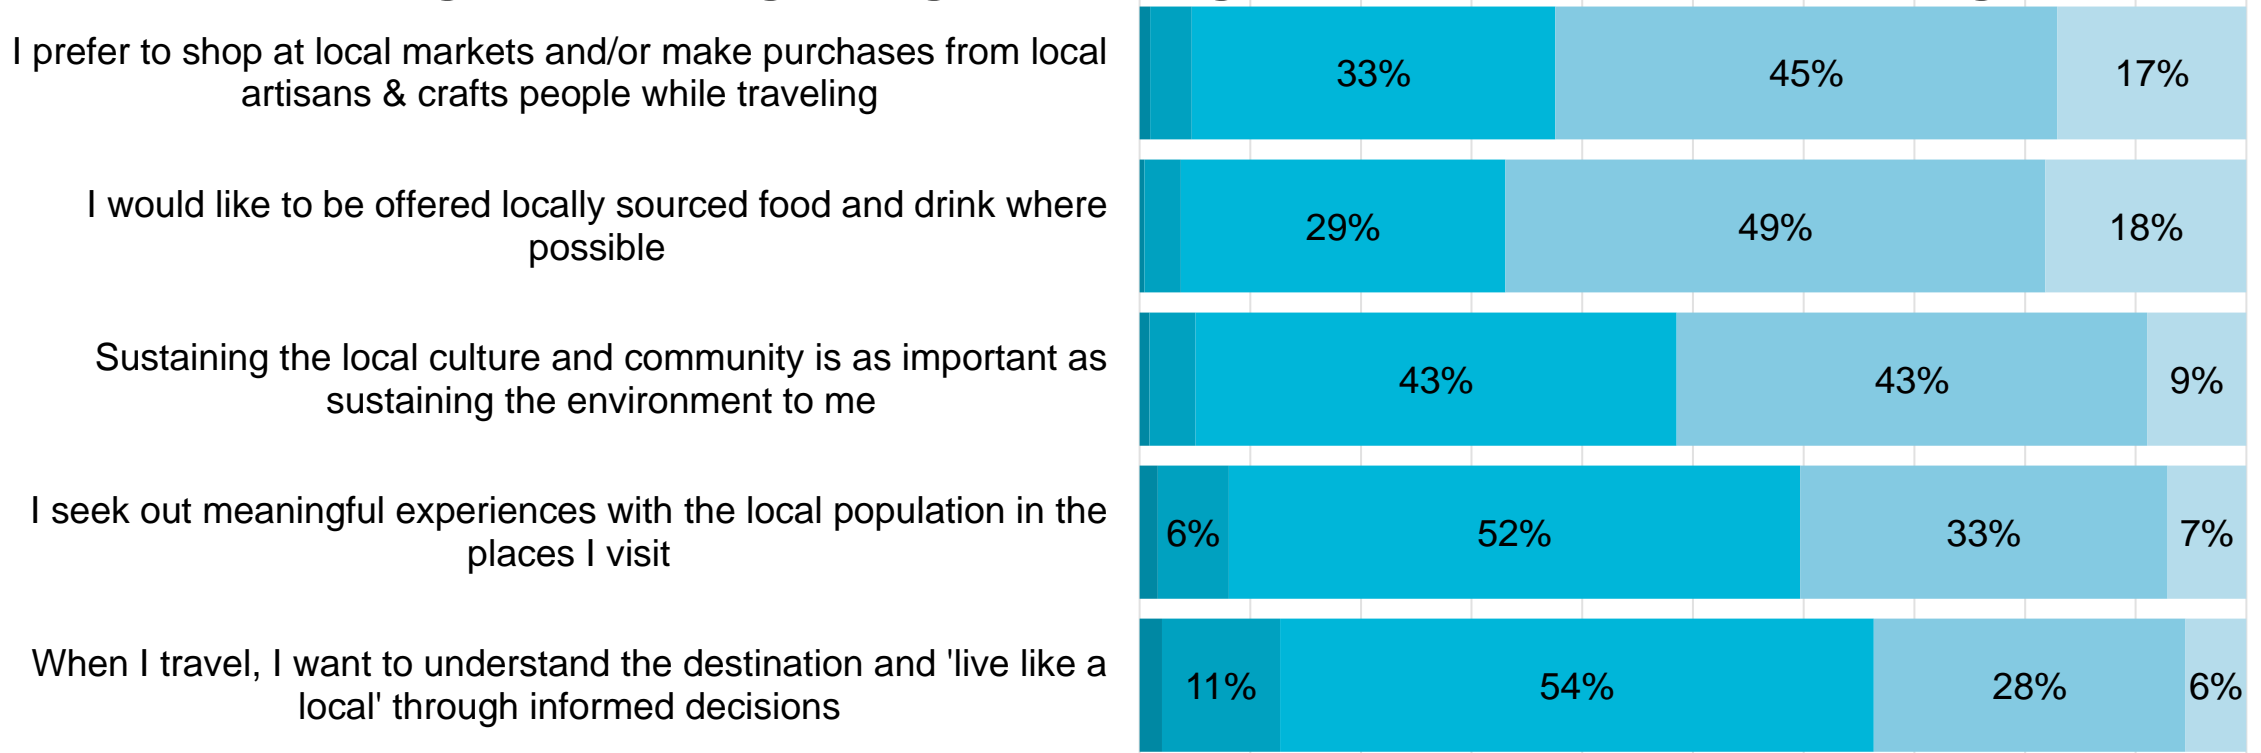 I prefer to shop at local markets and/or make purchases from local
artisans & crafts people while traveling
33% 45% 17%
I would like to be offered locally sourced food and drink where
possible
29% 49% 18%
Sustaining the local culture and community is as important as
sustaining the environment to me
43% 43% 9%
I seek out meaningful experiences with the local population in the
places I visit
6% 52% 33% 7%
When I travel, I want to understand the destination and 'live like a
local' through informed decisions
11% 54% 28% 6%